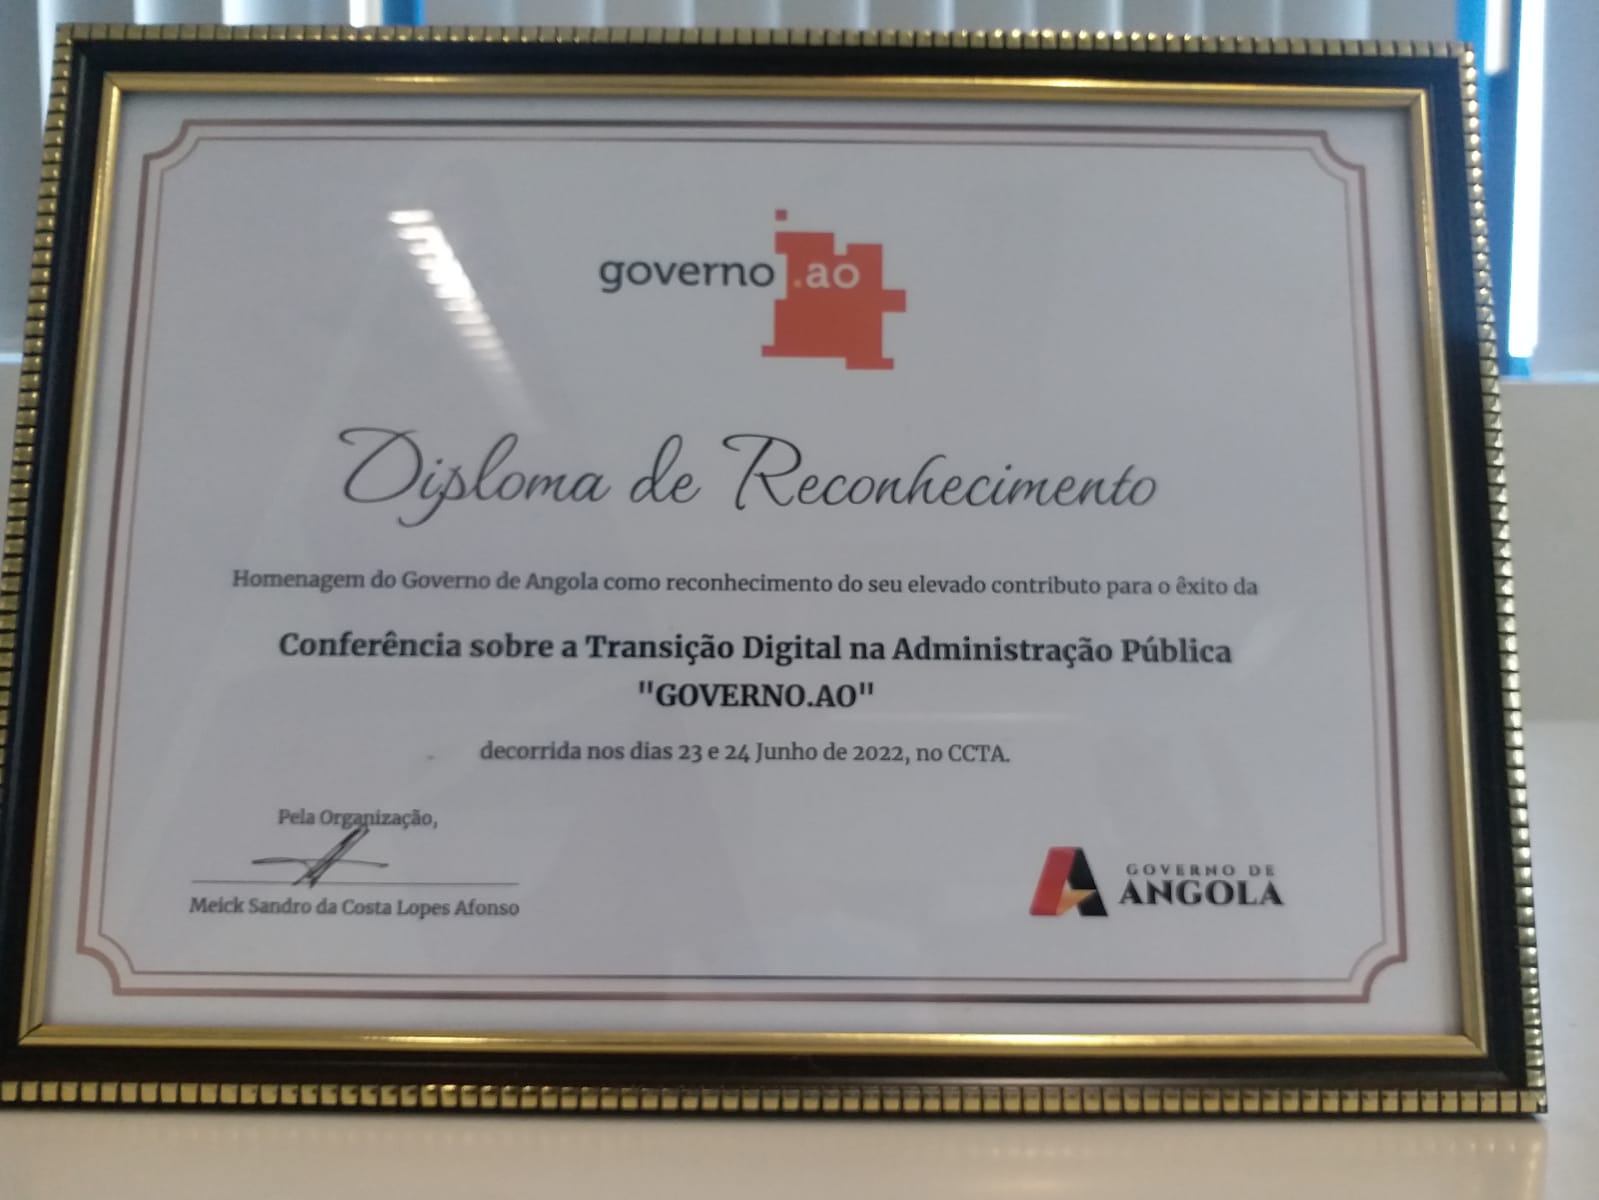 governo.ao
Diploma de Reconhecimento
Homenagem do Governo de Angola como reconhecimento do seu elevado contributo para o êxito da
Conferência sobre a Transição Digital na Administração Pública
"GOVERNO.AO"
decorrida nos dias 23 e 24 Junho de 2022, no CCTA.
Pela Organização,
Meick Sandro da Costa Lopes Afonso
GOVERNO DE
ANGOLA